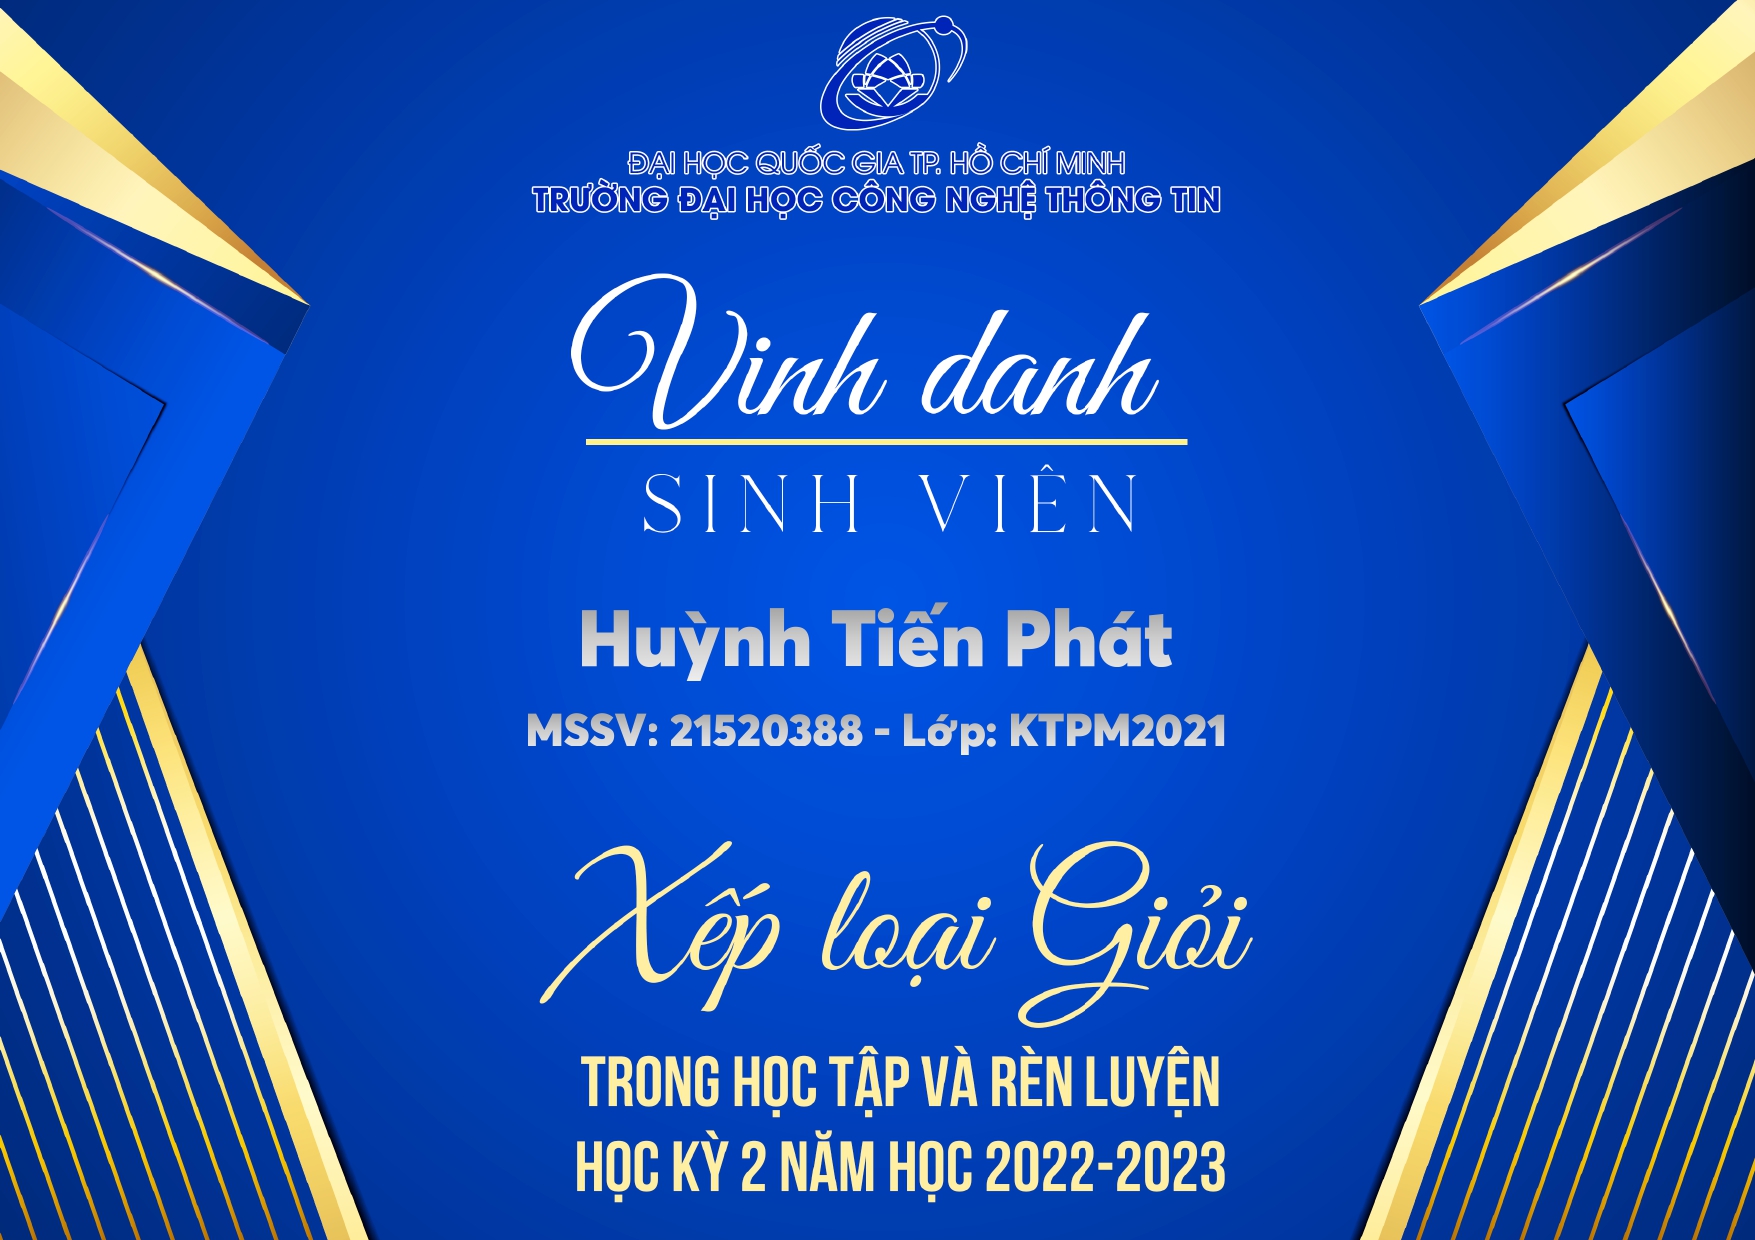 ĐẠI HỌC QUỐC GIA TP. HỒ CHÍ MINH
TRƯỜNG ĐẠI HỌC CÔNG NGHỆ THÔNG TIN
Vinh danh
SINH VIÊN
Huỳnh Tiến Phát
MSSV: 21520388 - Lớp: KTPM2021
Xếp loại Giỏi
TRONG HỌC TẬP VÀ RÈN LUYỆN
HỌC KỲ 2 NĂM HỌC 2022-2023